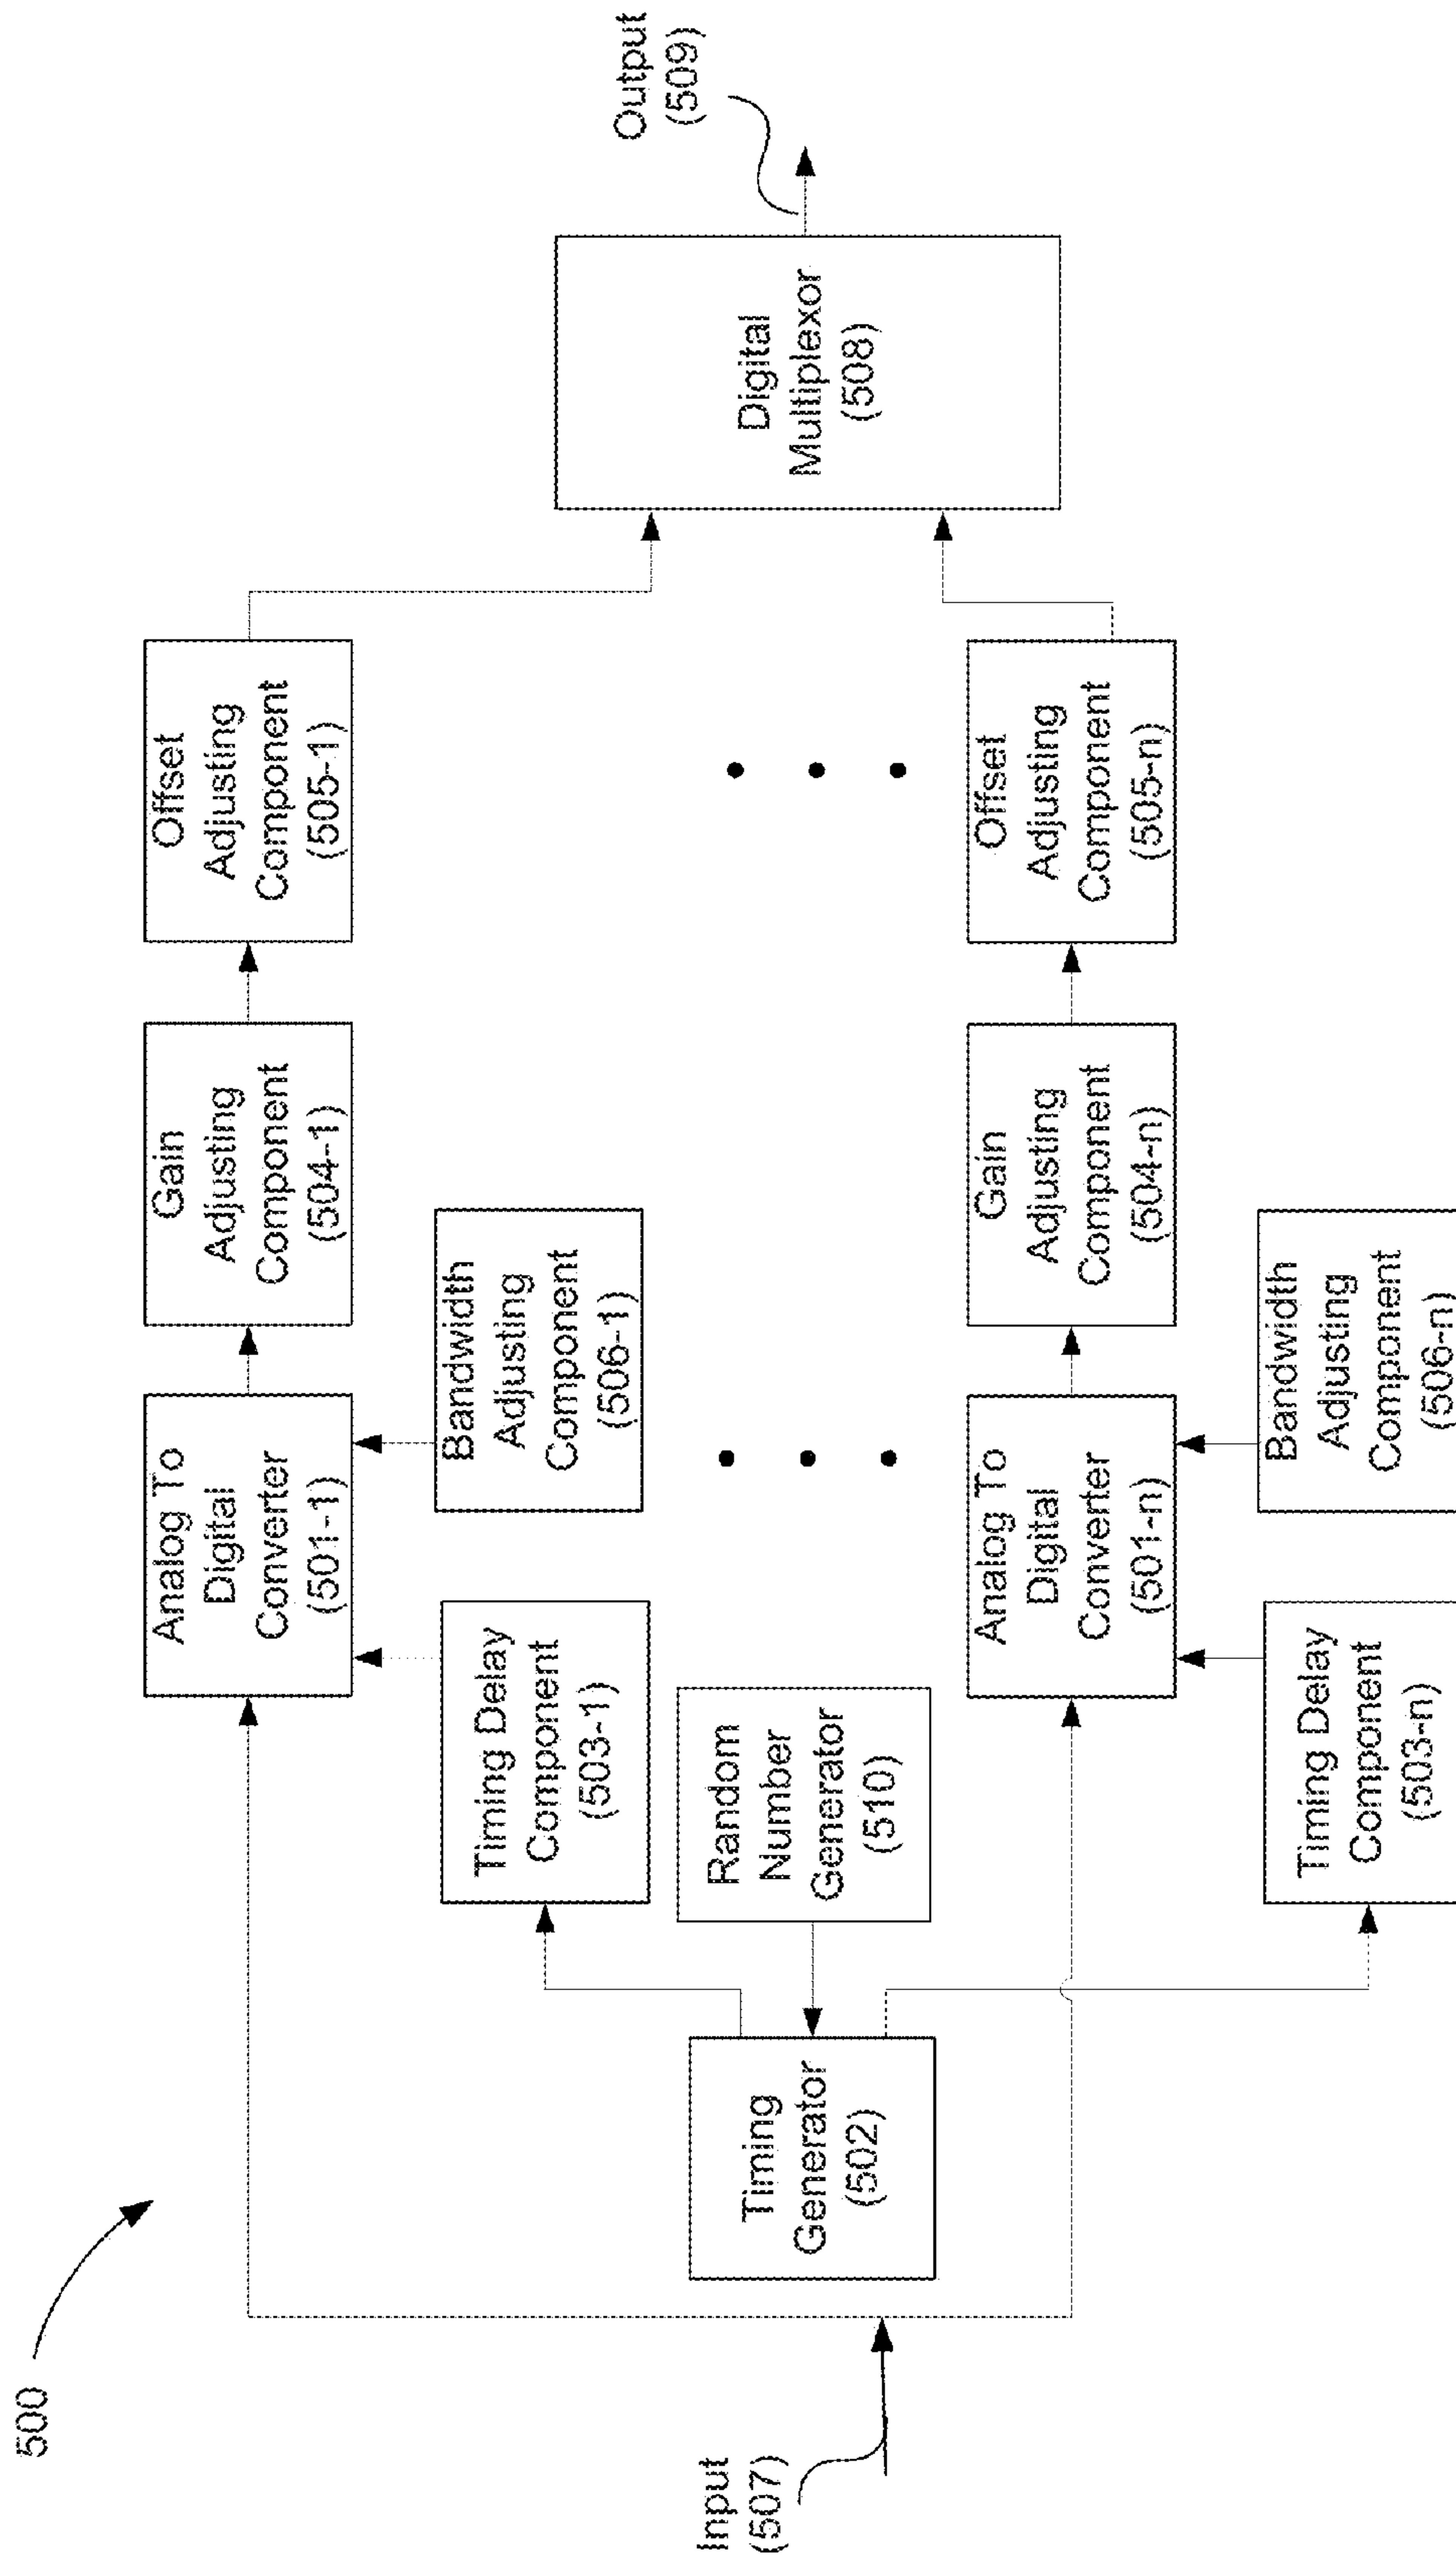 500
Input
(507)
Timing
Generator
(502)
Random
Number
Generator
(510)
Timing Delay
Component
(503-1)
Analog To
Digital
Converter
(501-1)
Bandwidth
Adjusting
Component
(506-1)
Gain
Adjusting
Component
(504-1)
Offset
Adjusting
Component
(505-1)
Timing Delay
Component
(503-n)
Analog To
Digital
Converter
(501-n)
Bandwidth
Adjusting
Component
(506-n)
Gain
Adjusting
Component
(504-n)
Offset
Adjusting
Component
(505-n)
Digital
Multiplexor
(508)
Output
(509)